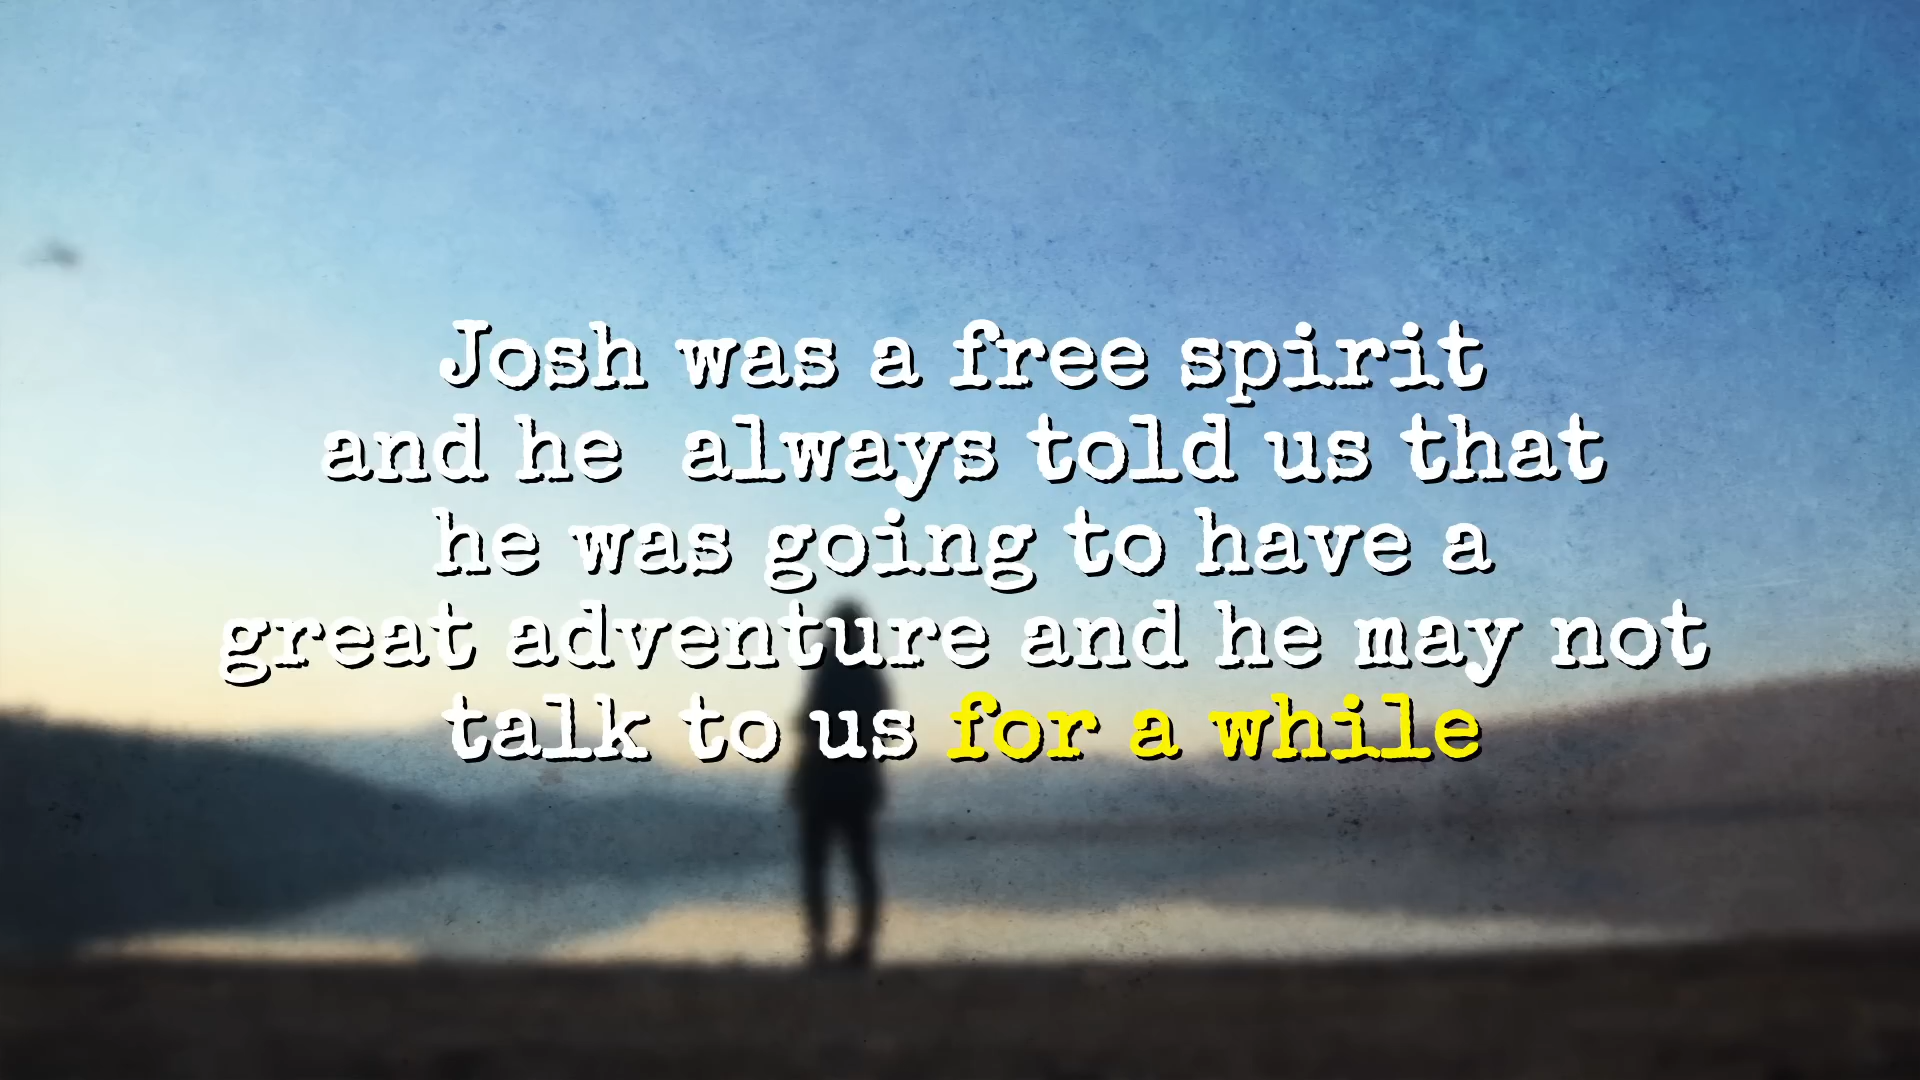 Josh was a free spirit
and he  always told us that
he was going to have a
great adventure and he may not
talk to us for a while